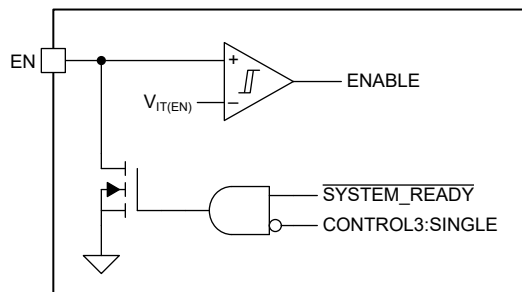 EN
+
ENABLE
V_IT(EN)
−
SYSTEM_READY
CONTROL3:SINGLE